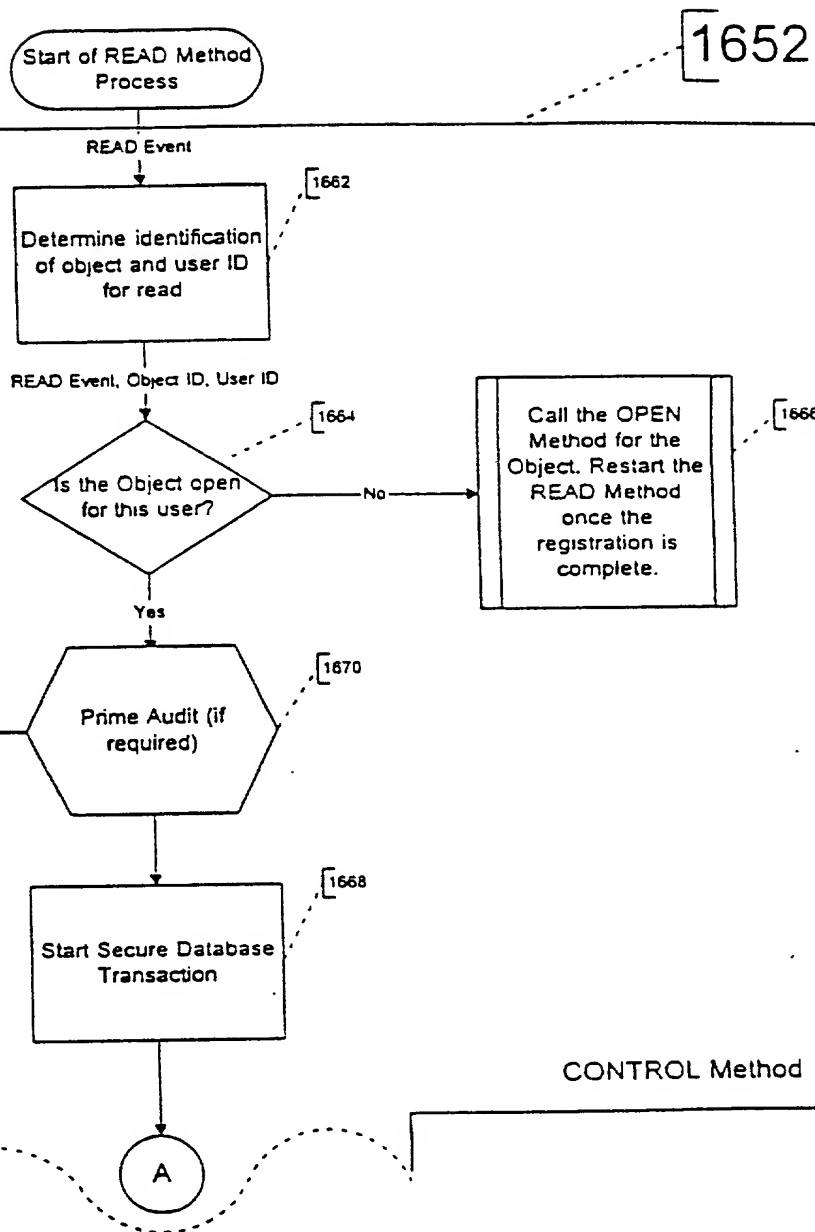 Start of READ Method
Process
1652
READ Event
1662
Determine identification
of object and user ID
for read
READ Event, Object ID, User ID
1664
Is the Object open
for this user?
No
Call the OPEN
Method for the
Object. Restart the
READ Method
once the
registration is
complete.
1666
Yes
1670
Prime Audit (if
required)
1668
Start Secure Database
Transaction
CONTROL Method
A